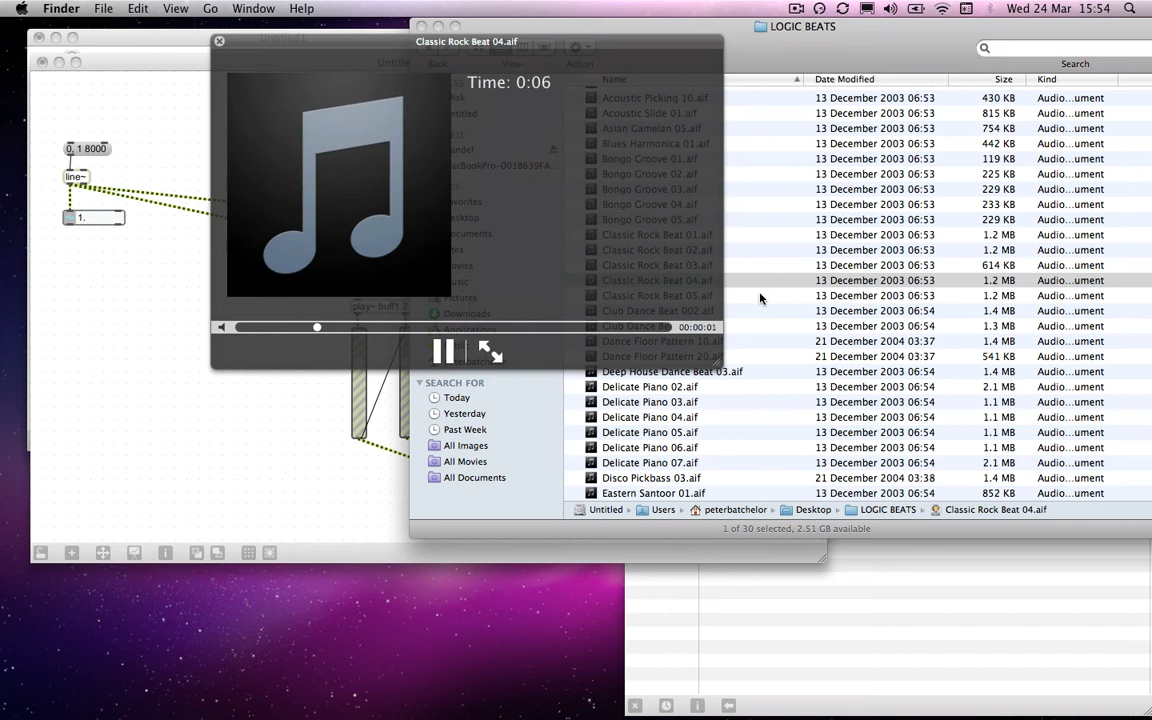 Finder File Edit View Go Window Help Wed 24 Mar 15:54
LOGIC BEATS
Classic Rock Beat 04.aif
Time: 0:06
00:00:01
Back View Action Search
Name Date Modified Size Kind
Acoustic Picking 10.aif 13 December 2003 06:53 430 KB Audio...ument
Acoustic Slide 01.aif 13 December 2003 06:53 815 KB Audio...ument
Asian Gamelan 05.aif 13 December 2003 06:53 754 KB Audio...ument
Blues Harmonica 01.aif 13 December 2003 06:53 442 KB Audio...ument
Bongo Groove 01.aif 13 December 2003 06:53 119 KB Audio...ument
Bongo Groove 02.aif 13 December 2003 06:53 225 KB Audio...ument
Bongo Groove 03.aif 13 December 2003 06:53 229 KB Audio...ument
Bongo Groove 04.aif 13 December 2003 06:53 233 KB Audio...ument
Bongo Groove 05.aif 13 December 2003 06:53 229 KB Audio...ument
Classic Rock Beat 01.aif 13 December 2003 06:53 1.2 MB Audio...ument
Classic Rock Beat 02.aif 13 December 2003 06:53 1.2 MB Audio...ument
Classic Rock Beat 03.aif 13 December 2003 06:53 614 KB Audio...ument
Classic Rock Beat 04.aif 13 December 2003 06:53 1.2 MB Audio...ument
Classic Rock Beat 05.aif 13 December 2003 06:53 1.2 MB Audio...ument
Club Dance Beat 002.aif 13 December 2003 06:53 1.4 MB Audio...ument
Club Dance Be 13 December 2003 06:54 1.3 MB Audio...ument
Dance Floor Pattern 10.aif 21 December 2004 03:37 1.4 MB Audio...ument
Dance Floor Pattern 20.aif 21 December 2004 03:37 541 KB Audio...ument
Deep House Dance Beat 03.aif 13 December 2003 06:54 1.4 MB Audio...ument
Delicate Piano 02.aif 13 December 2003 06:54 2.1 MB Audio...ument
Delicate Piano 03.aif 13 December 2003 06:54 1.1 MB Audio...ument
Delicate Piano 04.aif 13 December 2003 06:54 1.1 MB Audio...ument
Delicate Piano 05.aif 13 December 2003 06:54 1.1 MB Audio...ument
Delicate Piano 06.aif 13 December 2003 06:54 1.1 MB Audio...ument
Delicate Piano 07.aif 13 December 2003 06:54 2.1 MB Audio...ument
Disco Pickbass 03.aif 21 December 2004 03:38 1.4 MB Audio...ument
Eastern Santoor 01.aif 13 December 2003 06:54 852 KB Audio...ument
Pictures
Downloads
SEARCH FOR
Today
Yesterday
Past Week
All Images
All Movies
All Documents
Untitled Users peterbatchelor Desktop LOGIC BEATS Classic Rock Beat 04.aif
1 of 30 selected, 2.51 GB available
0, 1 8000
line~
1.
play~ buff1 2